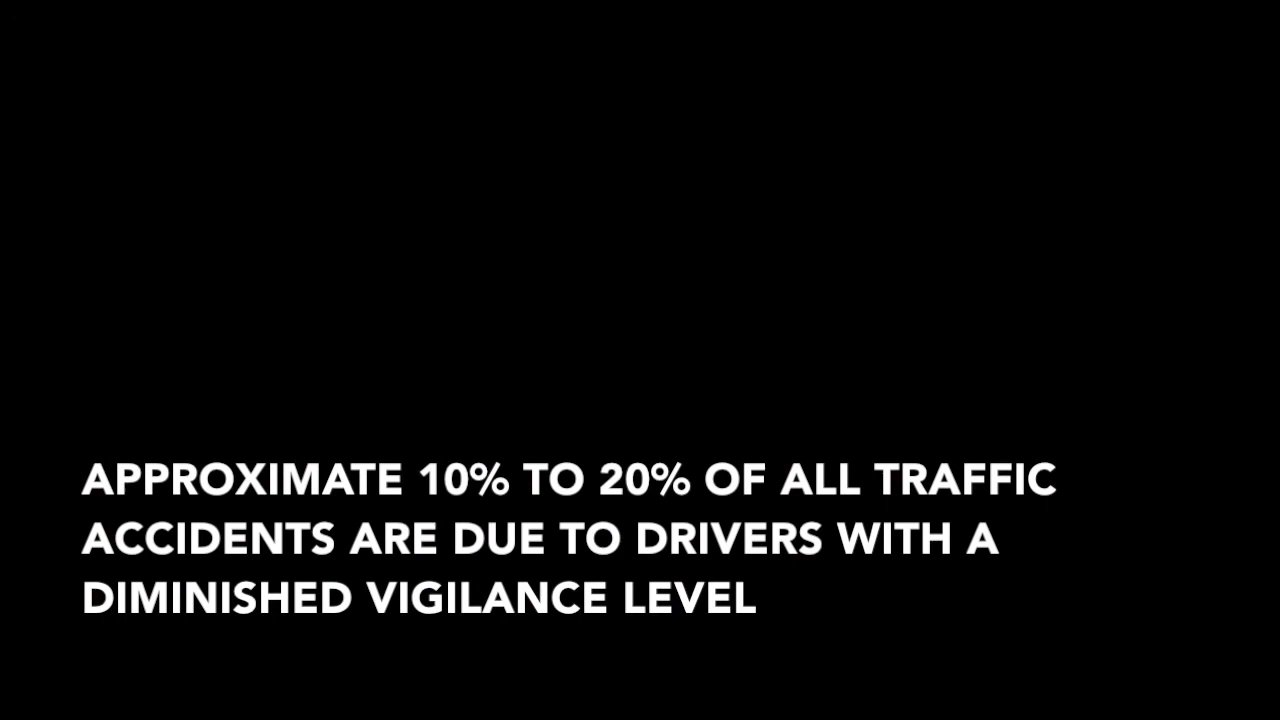 APPROXIMATE 10% TO 20% OF ALL TRAFFIC
ACCIDENTS ARE DUE TO DRIVERS WITH A
DIMINISHED VIGILANCE LEVEL